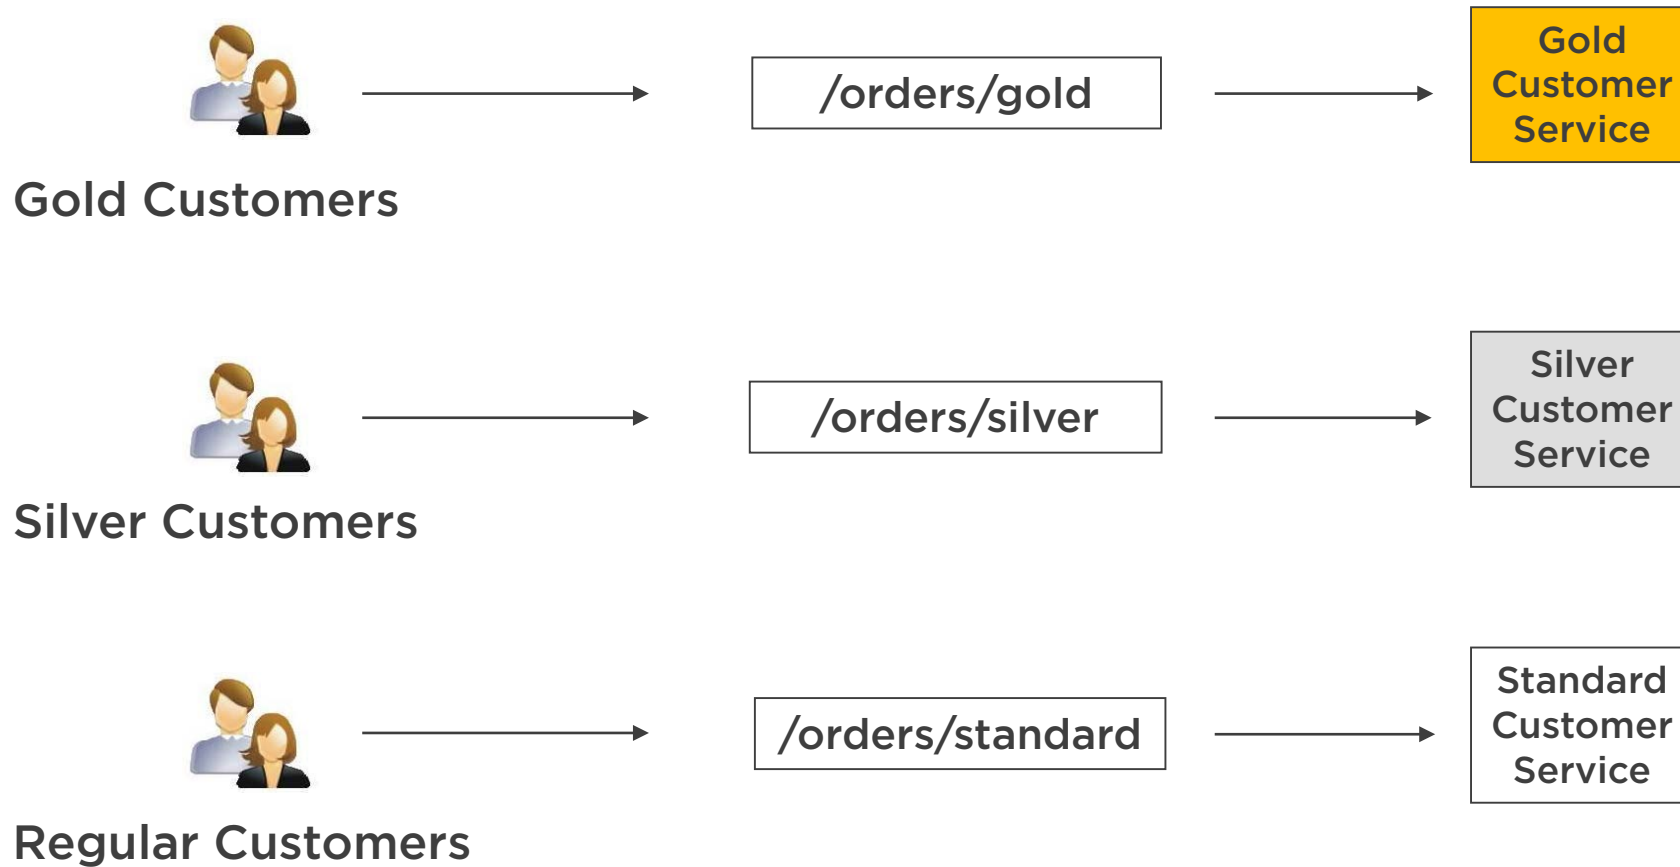 /orders/gold
Gold
Customer
Service
Gold Customers
/orders/silver
Silver
Customer
Service
Silver Customers
/orders/standard
Standard
Customer
Service
Regular Customers